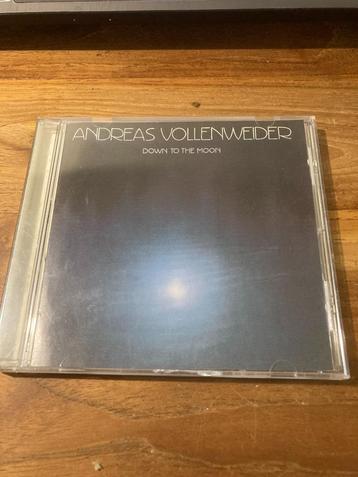 ANDREAS VOLLENWEIDER
DOWN TO THE MOON